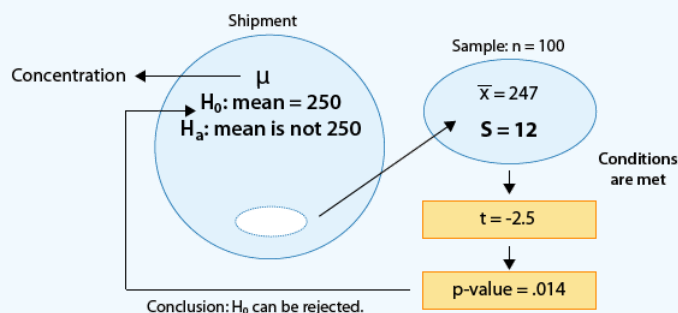 Shipment
Concentration
μ
H₀: mean = 250
Hₐ: mean is not 250
Sample: n = 100
x̅ = 247
S = 12
Conditions
are met
t = -2.5
p-value = .014
Conclusion: H₀ can be rejected.